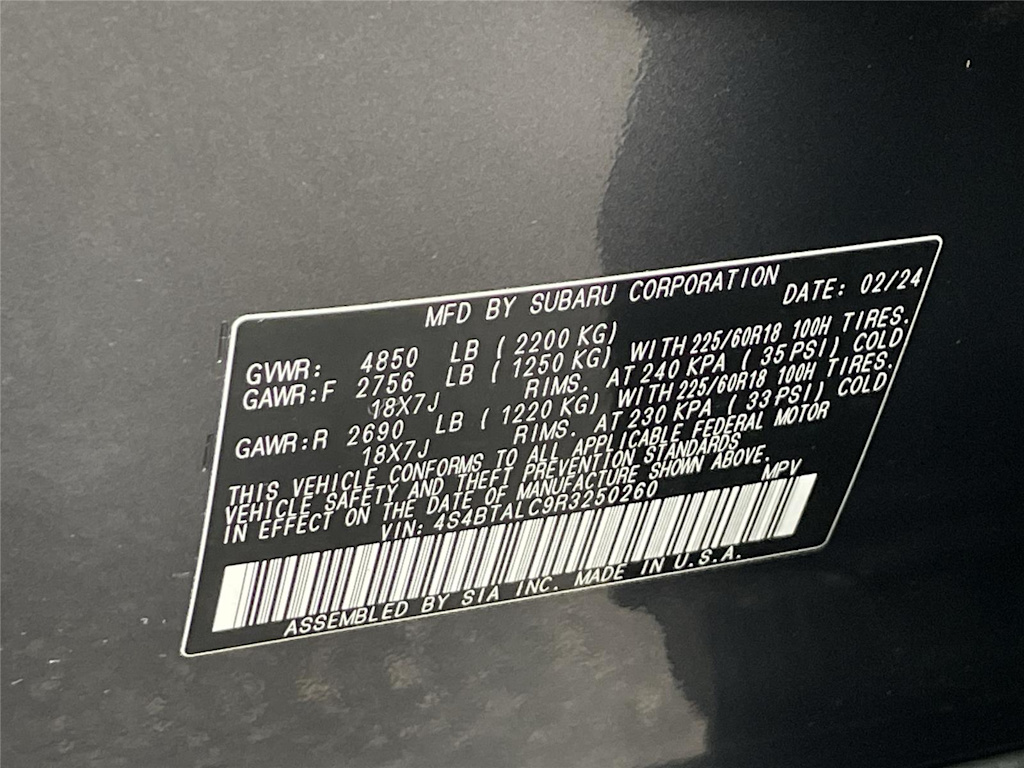 MFD BY SUBARU CORPORATION
DATE: 02/24
GVWR: 4850 LB ( 2200 KG)
GAWR:F 2756 LB ( 1250 KG) WITH 225/60R18 100H TIRES.
18X7J RIMS. AT 240 KPA ( 35PSI) COLD
GAWR:R 2690 LB ( 1220 KG) WITH 225/60R18 100H TIRES.
18X7J RIMS. AT 230 KPA ( 33PSI) COLD
THIS VEHICLE CONFORMS TO ALL APPLICABLE FEDERAL MOTOR
VEHICLE SAFETY AND THEFT PREVENTION STANDARDS
IN EFFECT ON THE DATE OF MANUFACTURE SHOWN ABOVE.
VIN: 4S4BTALC9R3250260 MPV
ASSEMBLED BY SIA INC. MADE IN U.S.A.